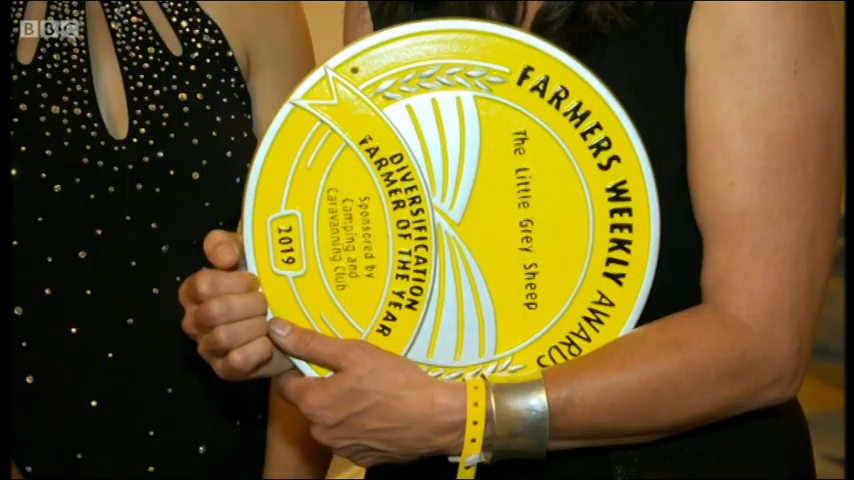 BBC
FARMERS WEEKLY AWARDS
The Little Grey Sheep
DIVERSIFICATION
FARMER OF THE YEAR
Sponsored by
Camping and
Caravanning Club
2019